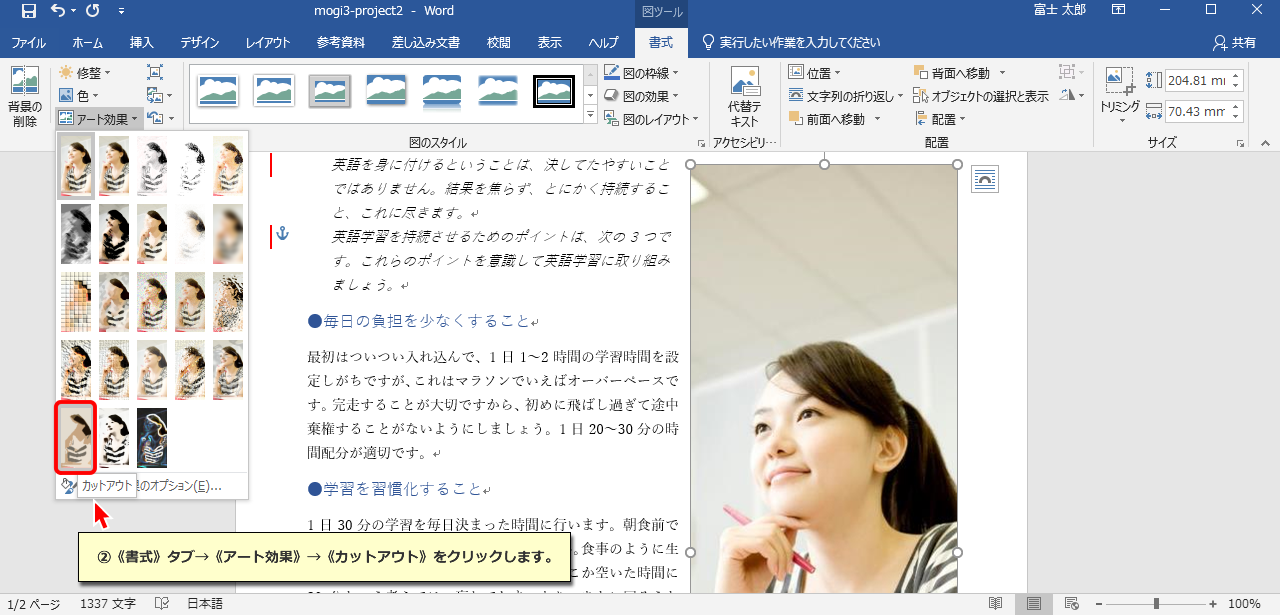 mogi3-project2 - Word
図ツール
富士 太郎
ファイル ホーム 挿入 デザイン レイアウト 参考資料 差し込み文書 校閲 表示 ヘルプ 書式 実行したい作業を入力してください 共有
背景の削除
修整
色
アート効果
図の枠線
図の効果
図のレイアウト
図のスタイル
代替テキスト
アクセシビリ…
位置
文字列の折り返し
前面へ移動
背面へ移動
オブジェクトの選択と表示
配置
配置
トリミング
204.81 mm
70.43 mm
サイズ
英語を身に付けるということは、決してたやすいこと
ではありません。結果を焦らず、とにかく持続するこ
と、これに尽きます。
英語学習を持続させるためのポイントは、次の 3 つで
す。これらのポイントを意識して英語学習に取り組み
ましょう。
●毎日の負担を少なくすること
最初はついつい入れ込んで、1 日 1～2 時間の学習時間を設
定しがちですが、これはマラソンでいえばオーバーペースで
す。完走することが大切ですから、初めに飛ばし過ぎて途中
棄権することがないようにしましょう。1 日 20～30 分の時
間配分が適切です。
●学習を習慣化すること
1 日 30 分の学習を毎日決まった時間に行います。朝食前で
。食事のように生
こか空いた時間に
カットアウト
のオプション(E)...
②《書式》タブ→《アート効果》→《カットアウト》をクリックします。
1/2 ページ 1337 文字 日本語
100%